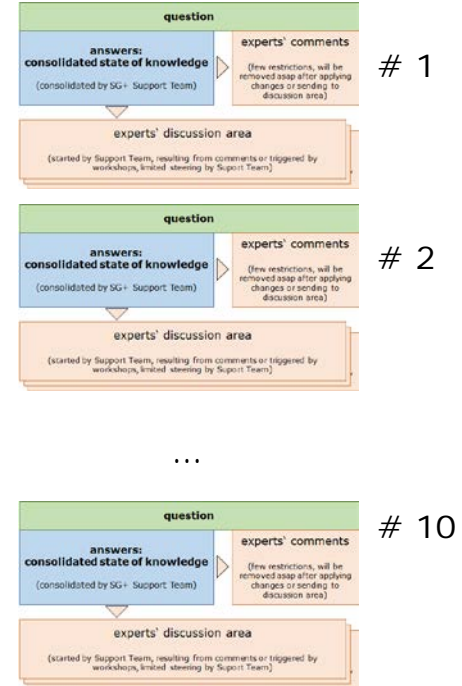 question
answers:
consolidated state of knowledge
(consolidated by SG+ Support Team)
experts' comments
(few restrictions, will be
removed asap after applying
changes or sending to
discussion area)
# 1
experts' discussion area
(started by Support Team, resulting from comments or triggered by
workshops, limited steering by Suport Team)
question
answers:
consolidated state of knowledge
(consolidated by SG+ Support Team)
experts' comments
(few restrictions, will be
removed asap after applying
changes or sending to
discussion area)
# 2
experts' discussion area
(started by Support Team, resulting from comments or triggered by
workshops, limited steering by Suport Team)
...
question
answers:
consolidated state of knowledge
(consolidated by SG+ Support Team)
experts' comments
(few restrictions, will be
removed asap after applying
changes or sending to
discussion area)
# 10
experts' discussion area
(started by Support Team, resulting from comments or triggered by
workshops, limited steering by Suport Team)